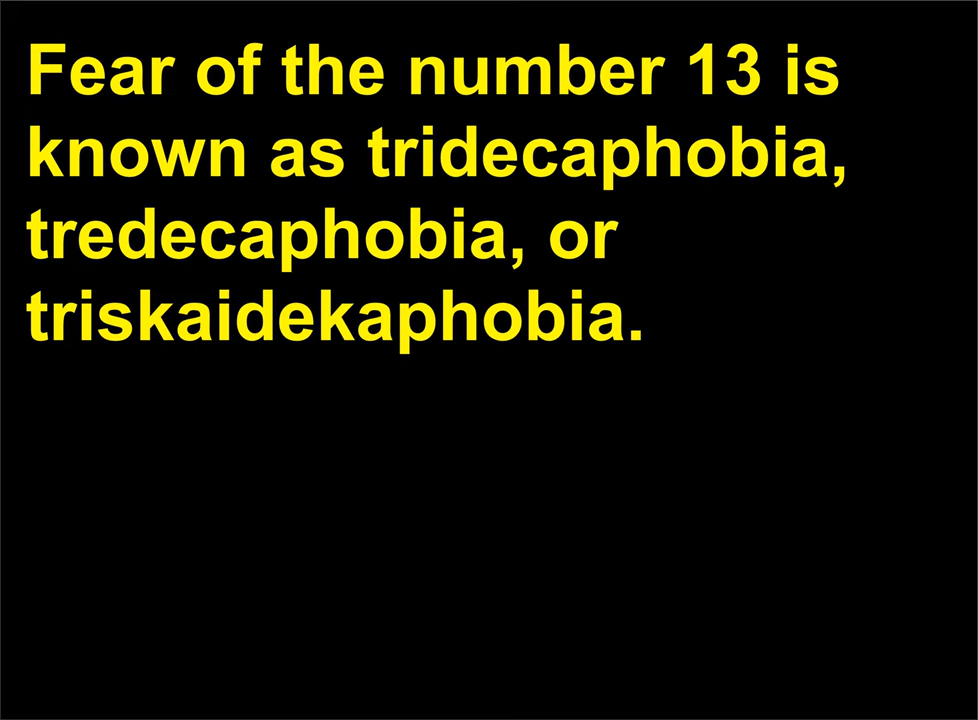 Fear of the number 13 is
known as tridecaphobia,
tredecaphobia, or
triskaidekaphobia.